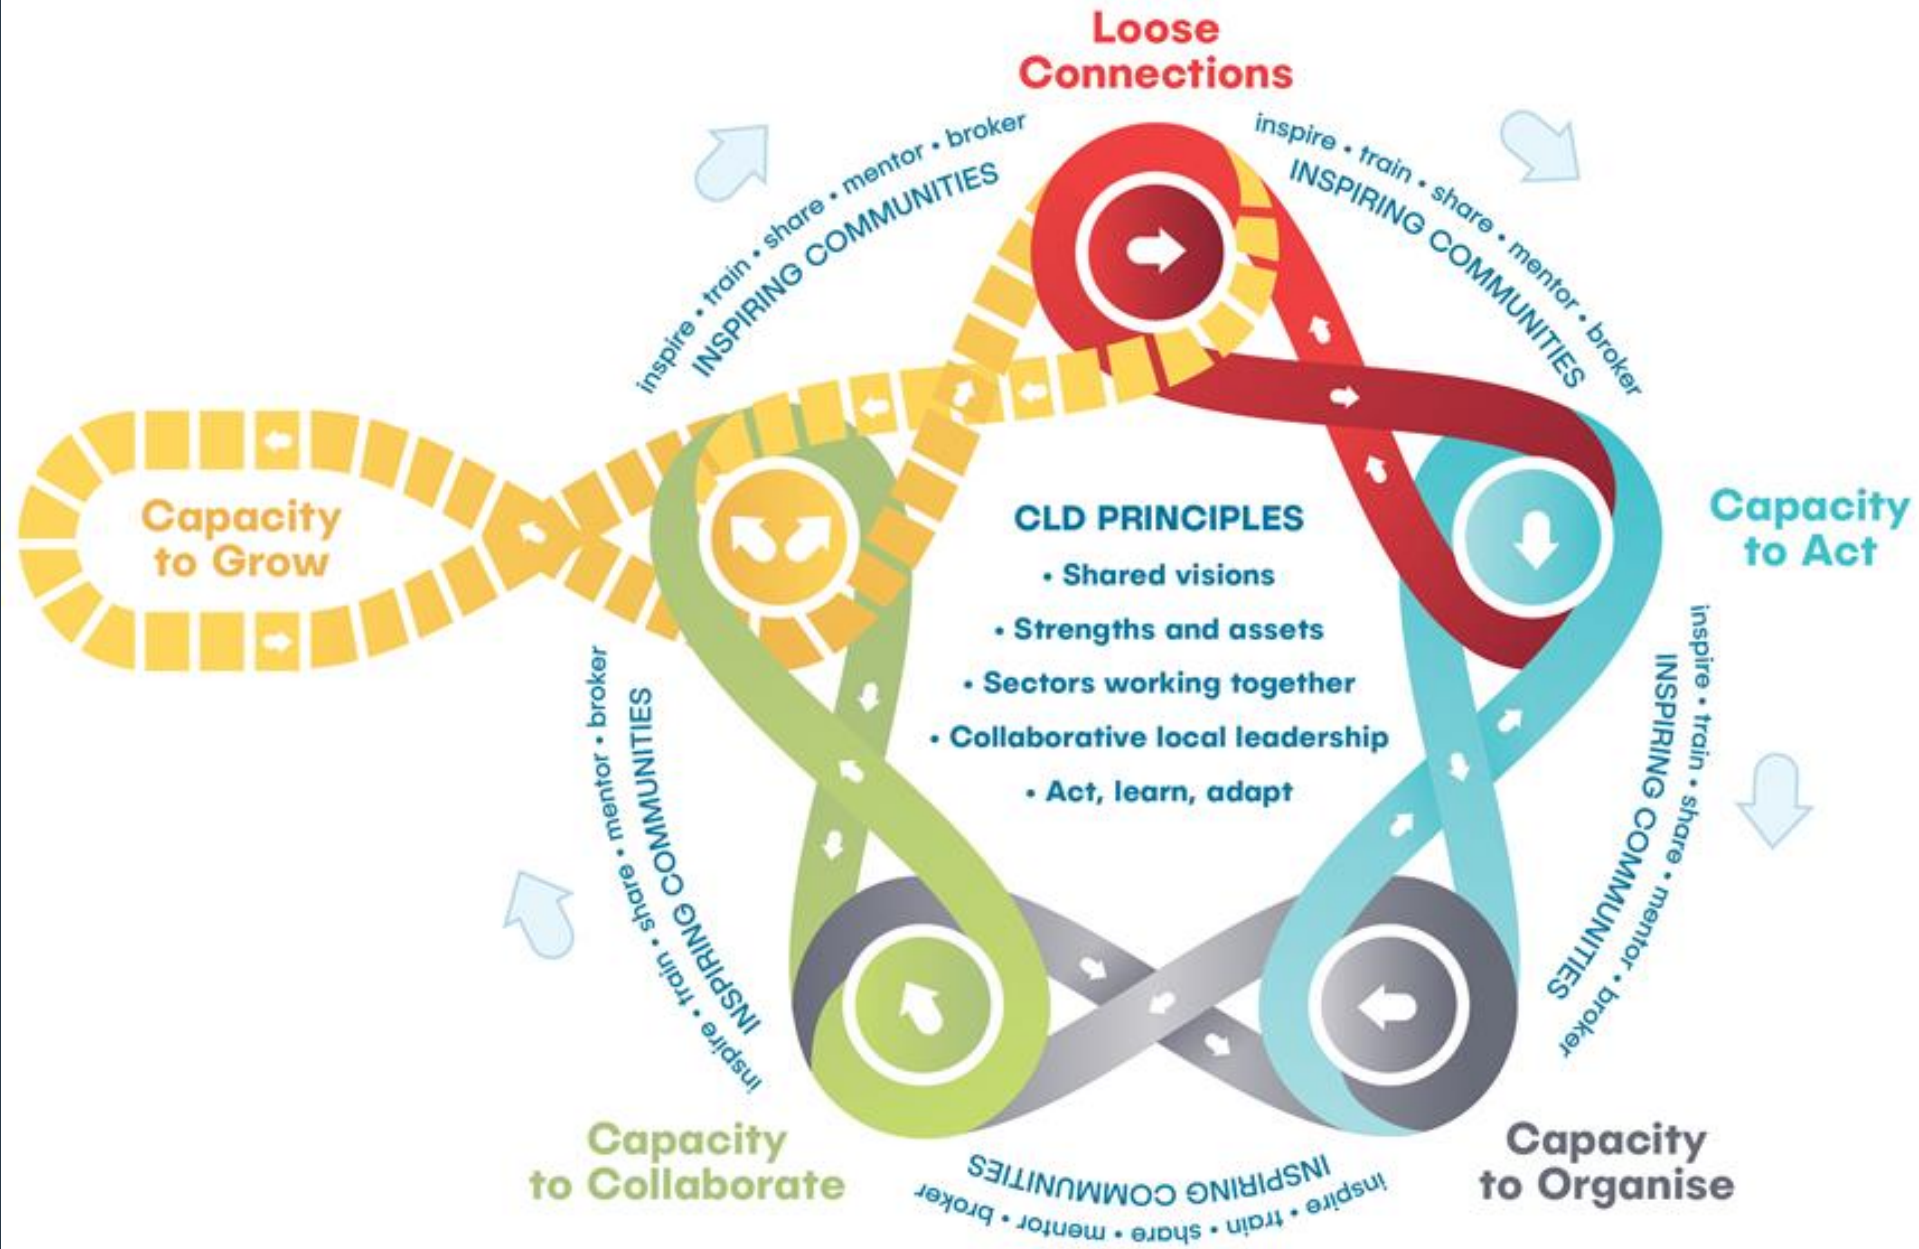 Loose
Connections
inspire • train • share • mentor • broker
INSPIRING COMMUNITIES
inspire • train • share • mentor • broker
INSPIRING COMMUNITIES
Capacity
to Grow
CLD PRINCIPLES
• Shared visions
• Strengths and assets
• Sectors working together
• Collaborative local leadership
• Act, learn, adapt
Capacity
to Act
inspire • train • share • mentor • broker
INSPIRING COMMUNITIES
inspire • train • share • mentor • broker
INSPIRING COMMUNITIES
Capacity
to Collaborate
INSPIRING COMMUNITIES
inspire • train • share • mentor • broker
Capacity
to Organise